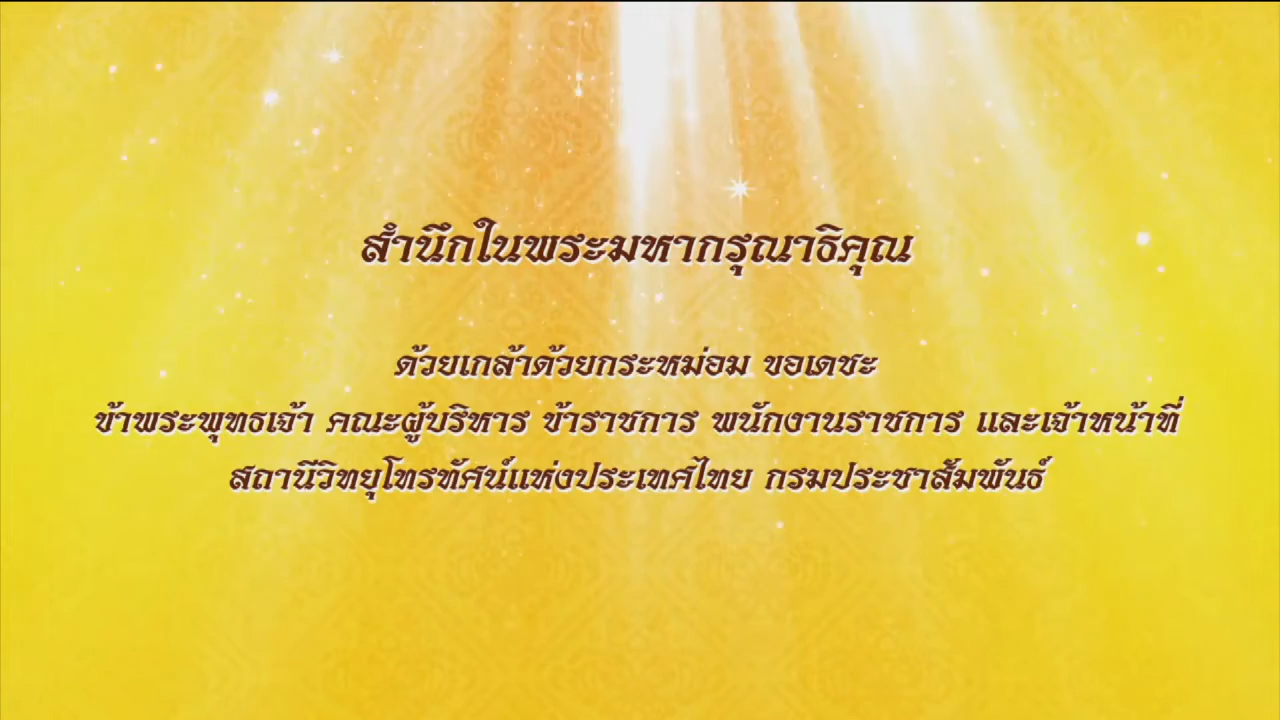 สำนึกในพระมหากรุณาธิคุณ
ด้วยเกล้าด้วยกระหม่อม ขอเดชะ
ข้าพระพุทธเจ้า คณะผู้บริหาร ข้าราชการ พนักงานราชการ และเจ้าหน้าที่
สถานีวิทยุโทรทัศน์แห่งประเทศไทย กรมประชาสัมพันธ์